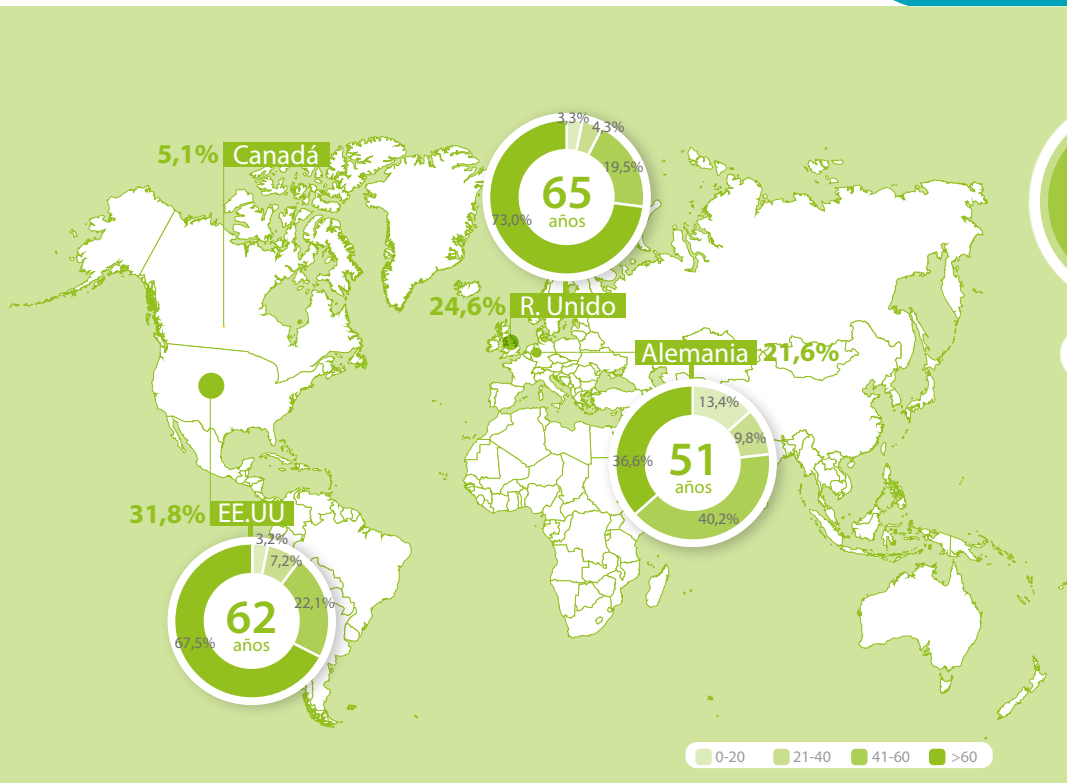 5,1% Canadá
3,3%
4,3%
19,5%
73,0%
65
años
24,6% R. Unido
Alemania 21,6%
13,4%
9,8%
40,2%
36,6%
51
años
31,8% EE.UU
3,2%
7,2%
22,1%
67,5%
62
años
0-20 21-40 41-60 >60